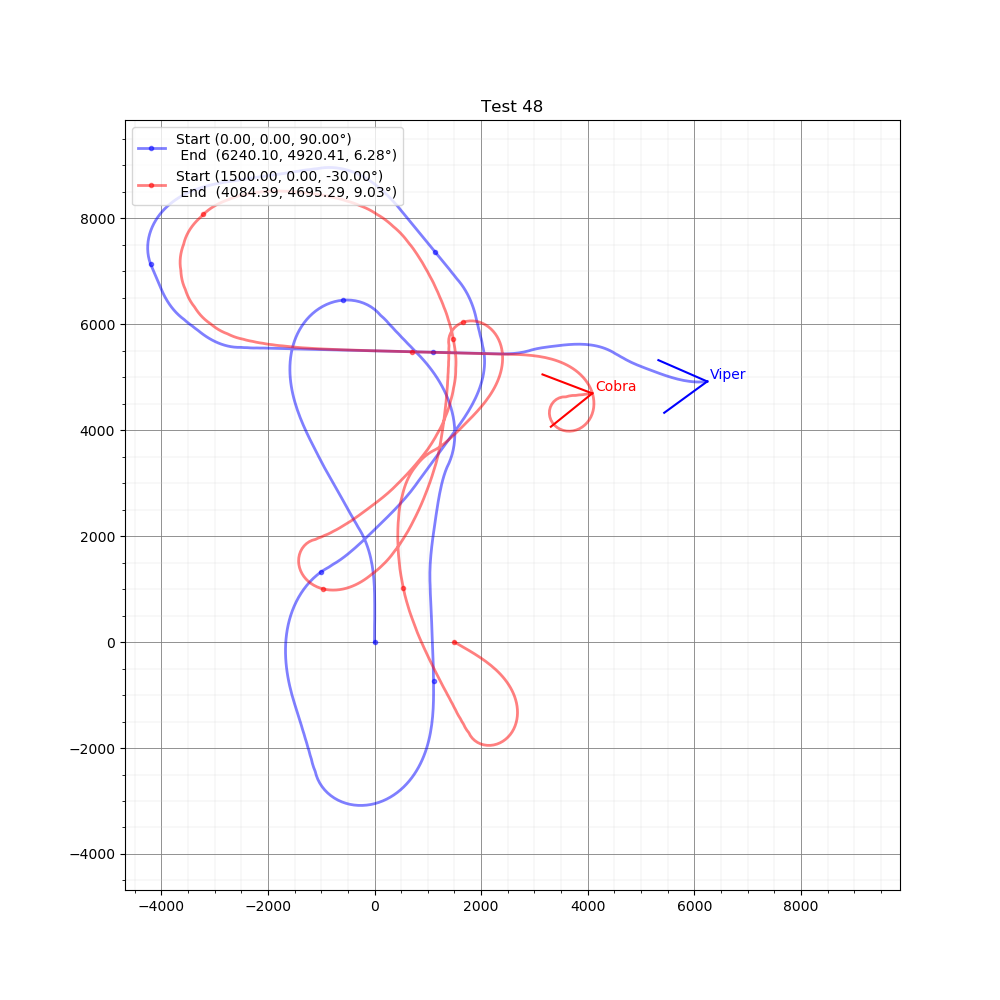 Test 48
Start (0.00, 0.00, 90.00°)
End (6240.10, 4920.41, 6.28°)
Start (1500.00, 0.00, -30.00°)
End (4084.39, 4695.29, 9.03°)
8000
6000
4000
2000
0
−2000
−4000
Viper
Cobra
−4000 −2000 0 2000 4000 6000 8000